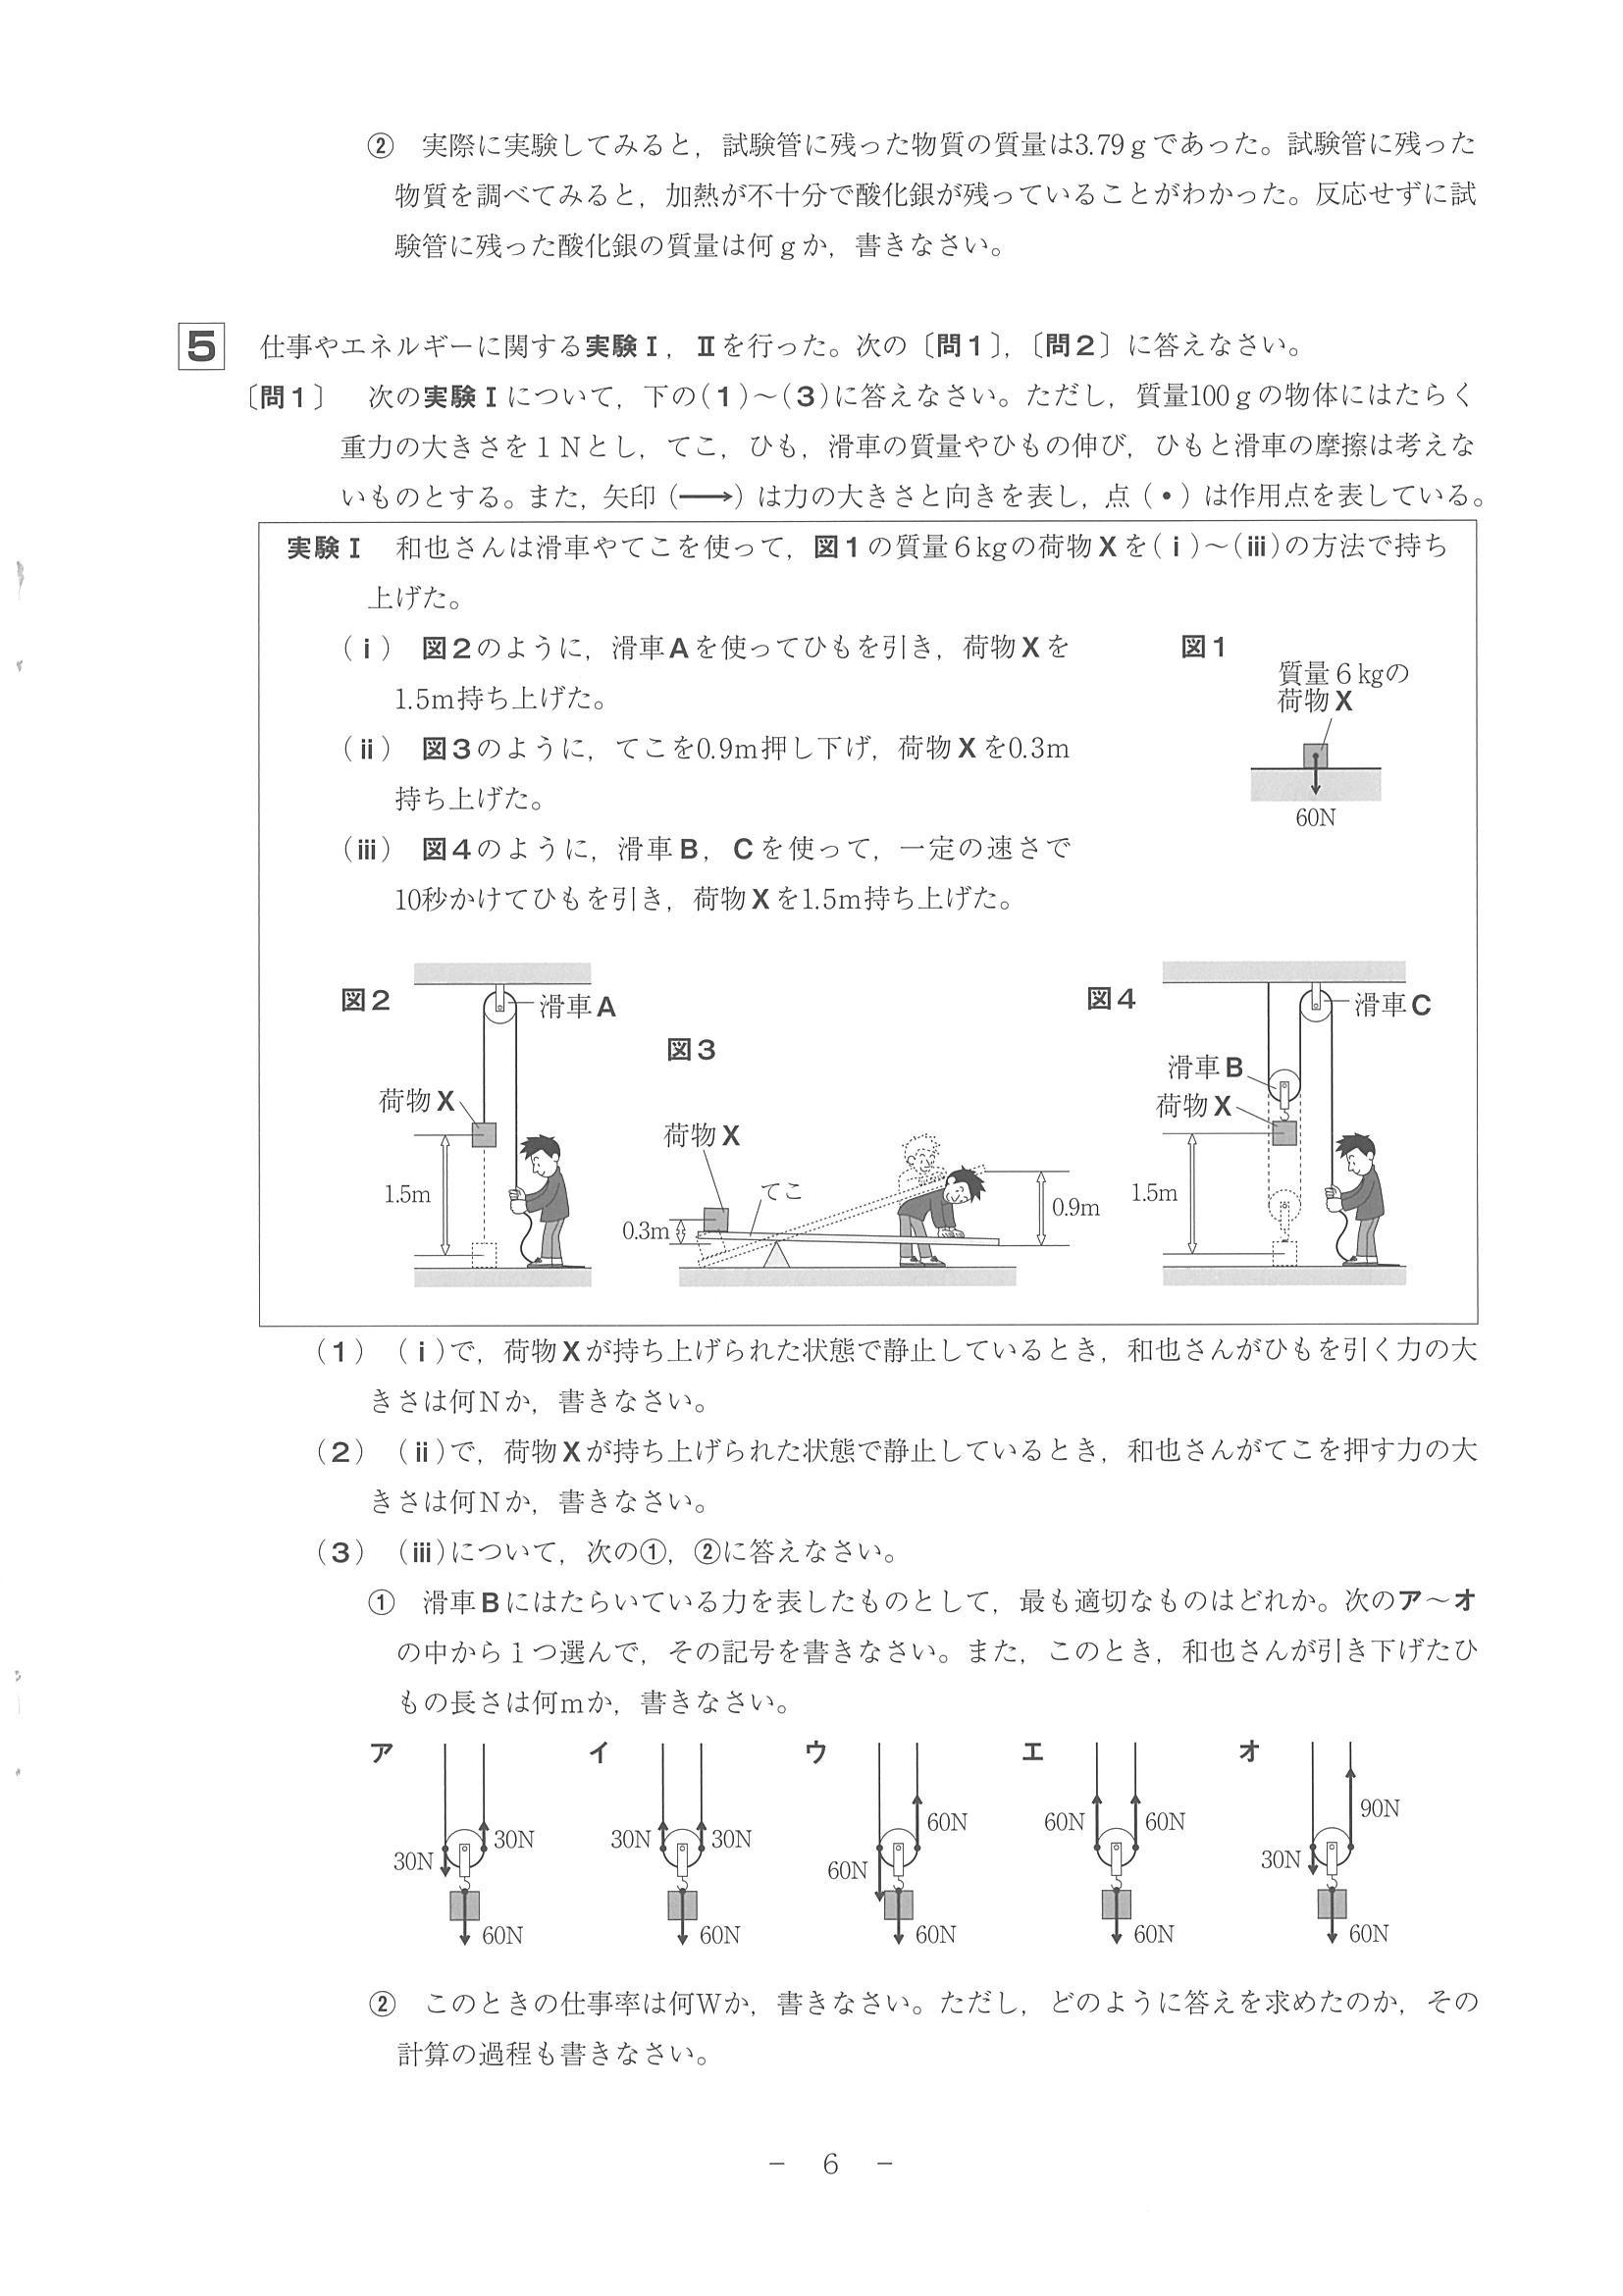 ② 実際に実験してみると，試験管に残った物質の質量は3.79ｇであった。試験管に残った
物質を調べてみると，加熱が不十分で酸化銀が残っていることがわかった。反応せずに試
験管に残った酸化銀の質量は何ｇか，書きなさい。
5 仕事やエネルギーに関する実験Ⅰ，Ⅱを行った。次の〔問１〕，〔問２〕に答えなさい。
〔問１〕 次の実験Ⅰについて，下の(１)～(３)に答えなさい。ただし，質量100ｇの物体にはたらく
重力の大きさを１Ｎとし，てこ，ひも，滑車の質量やひもの伸び，ひもと滑車の摩擦は考えな
いものとする。また，矢印（→）は力の大きさと向きを表し，点（•）は作用点を表している。
実験Ⅰ 和也さんは滑車やてこを使って，図１の質量６kgの荷物Ｘを(ⅰ)～(ⅲ)の方法で持ち
上げた。
(ⅰ) 図２のように，滑車Ａを使ってひもを引き，荷物Ｘを
1.5m持ち上げた。
(ⅱ) 図３のように，てこを0.9m押し下げ，荷物Ｘを0.3m
持ち上げた。
(ⅲ) 図４のように，滑車Ｂ，Ｃを使って，一定の速さで
10秒かけてひもを引き，荷物Ｘを1.5m持ち上げた。
図１
質量６kgの
荷物Ｘ
60N
図２
滑車Ａ
荷物Ｘ
1.5m
図３
荷物Ｘ
てこ
0.3m
0.9m
図４
滑車Ｃ
滑車Ｂ
荷物Ｘ
1.5m
(１) (ⅰ)で，荷物Ｘが持ち上げられた状態で静止しているとき，和也さんがひもを引く力の大
きさは何Ｎか，書きなさい。
(２) (ⅱ)で，荷物Ｘが持ち上げられた状態で静止しているとき，和也さんがてこを押す力の大
きさは何Ｎか，書きなさい。
(３) (ⅲ)について，次の①，②に答えなさい。
① 滑車Ｂにはたらいている力を表したものとして，最も適切なものはどれか。次のア～オ
の中から１つ選んで，その記号を書きなさい。また，このとき，和也さんが引き下げたひ
もの長さは何mか，書きなさい。
ア
30N
30N
60N
イ
30N
30N
60N
ウ
60N
60N
60N
エ
60N
60N
60N
オ
90N
30N
60N
② このときの仕事率は何Wか，書きなさい。ただし，どのように答えを求めたのか，その
計算の過程も書きなさい。
－ 6 －